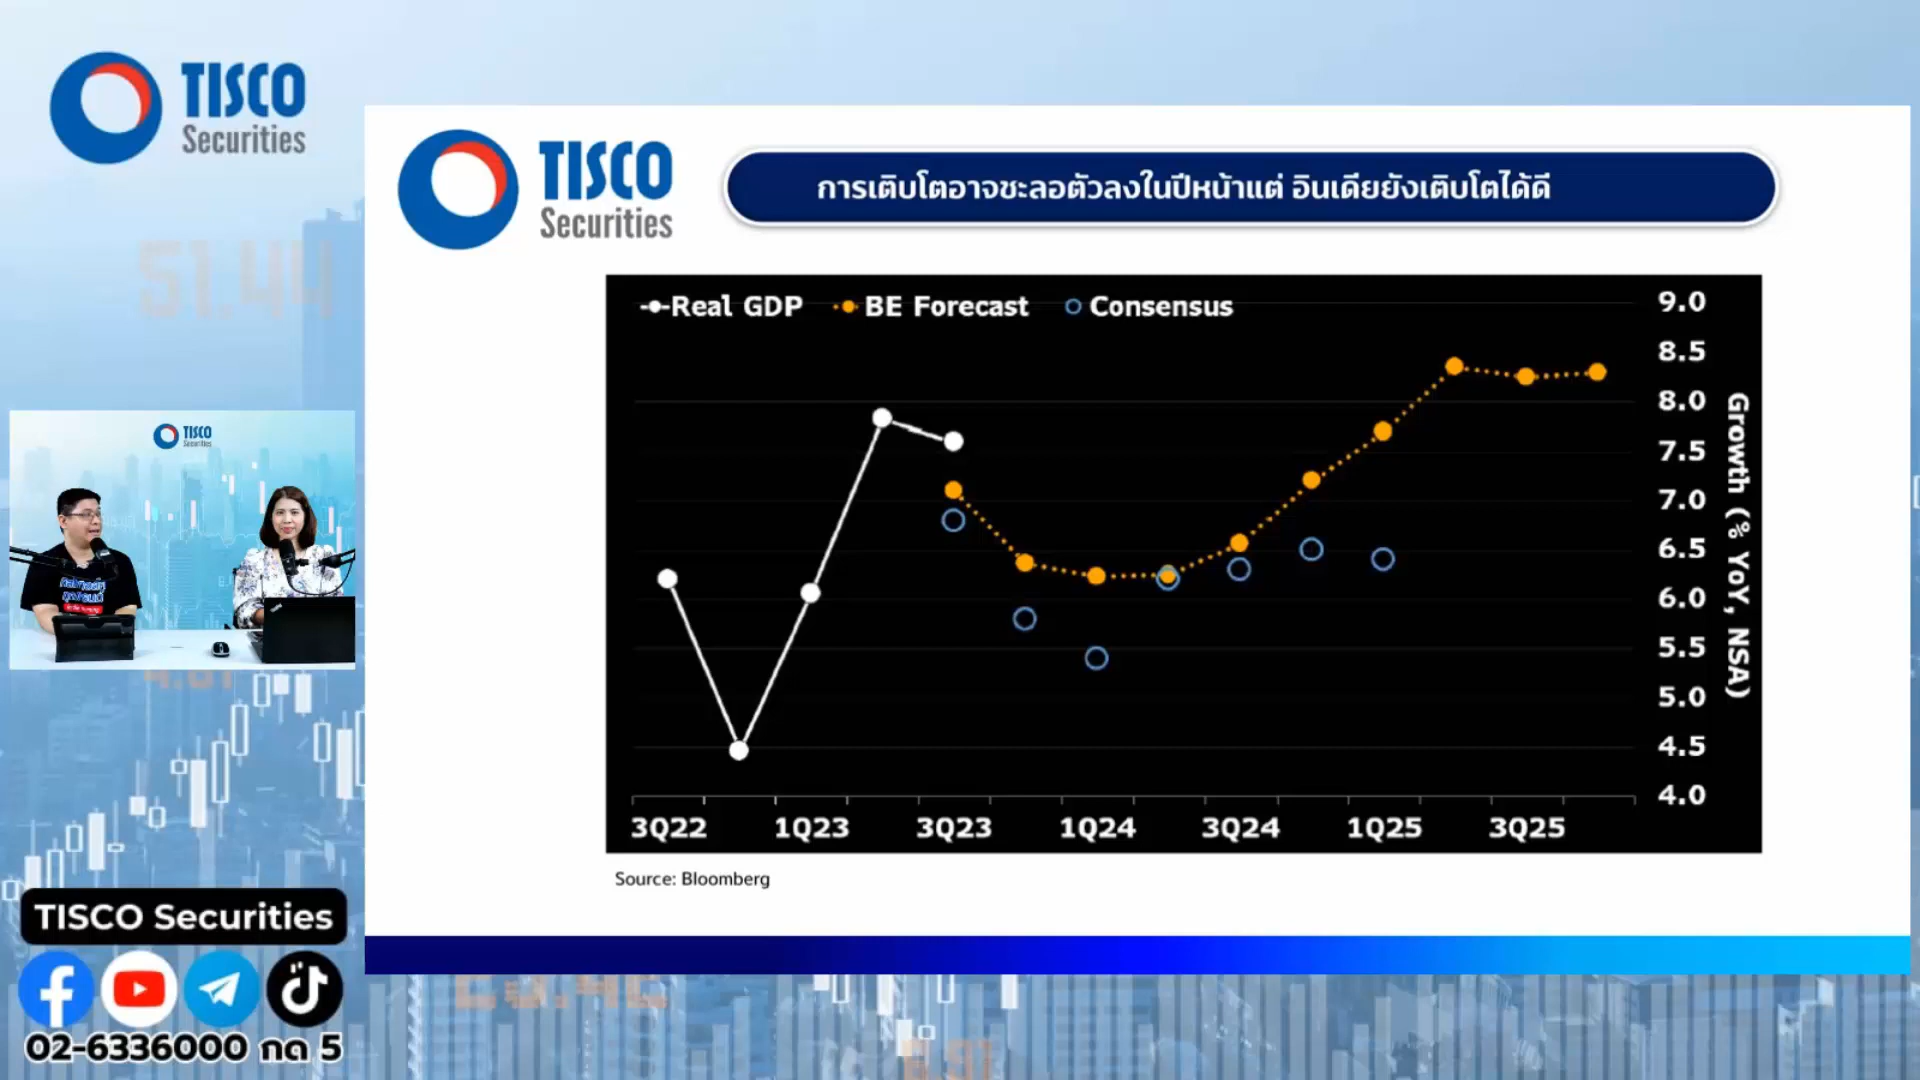 TISCO
Securities
TISCO
Securities
การเติบโตอาจชะลอตัวลงในปีหน้าแต่ อินเดียยังเติบโตได้ดี
51.44
Real GDP
BE Forecast
Consensus
9.0
8.5
8.0
7.5
7.0
6.5
6.0
5.5
5.0
4.5
4.0
Growth (% YoY, NSA)
3Q22
1Q23
3Q23
1Q24
3Q24
1Q25
3Q25
Source: Bloomberg
TISCO
Securities
TISCO Securities
02-6336000 กด 5